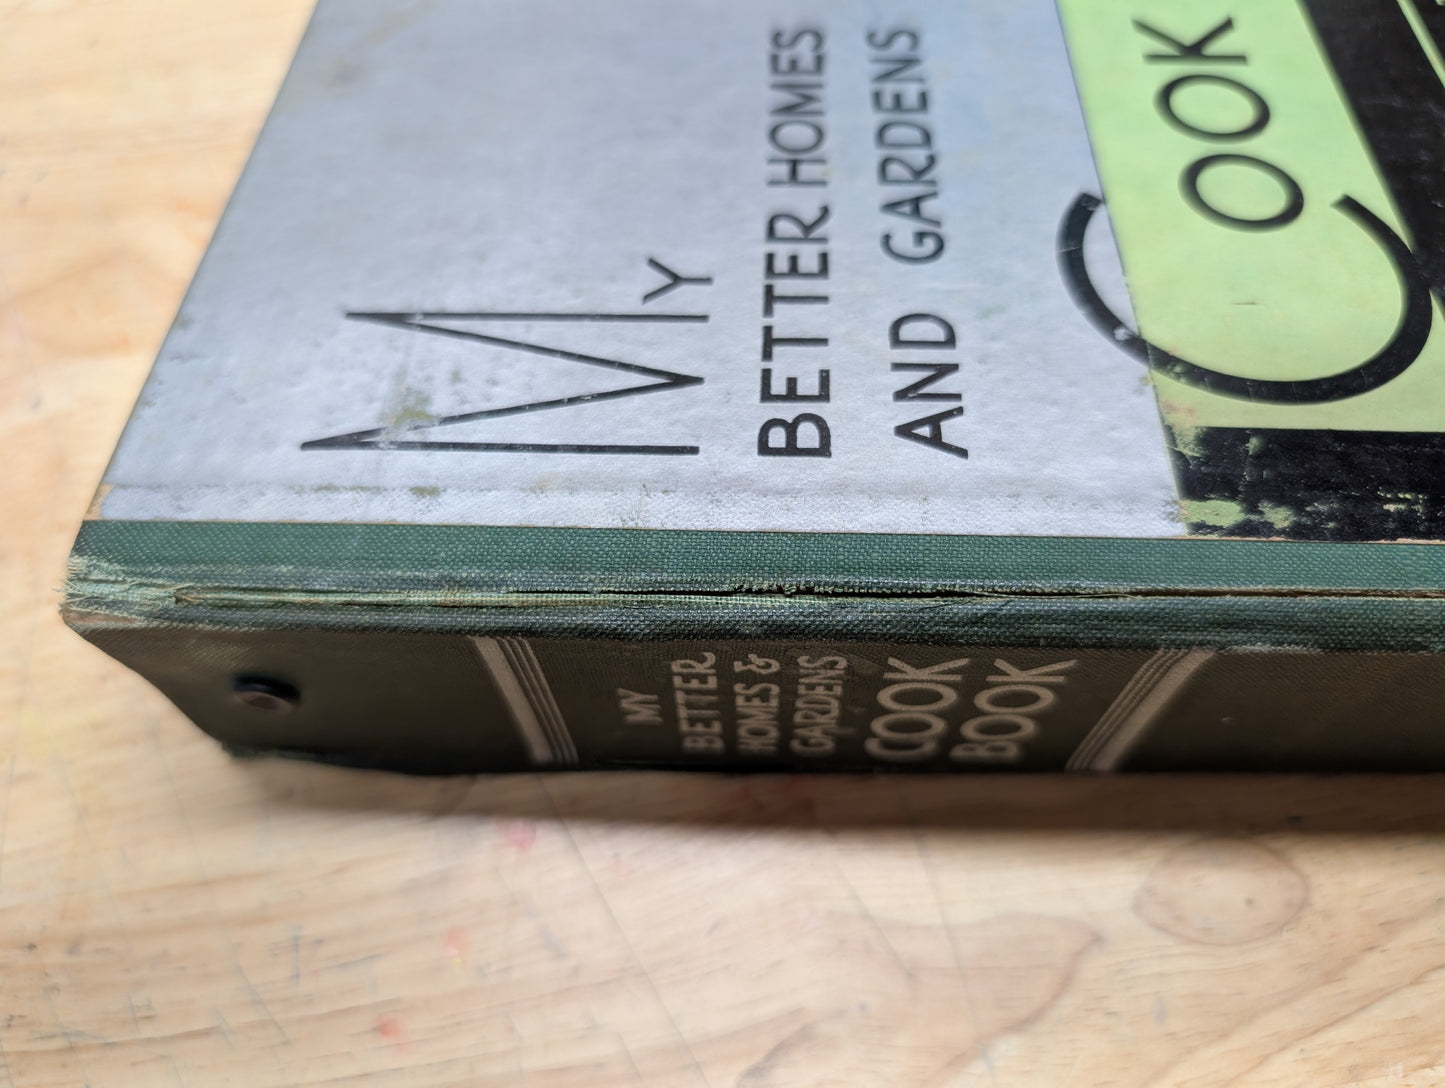 My
BETTER HOMES
AND GARDENS
COOK
MY
BETTER
HOMES &
GARDENS
COOK
BOOK